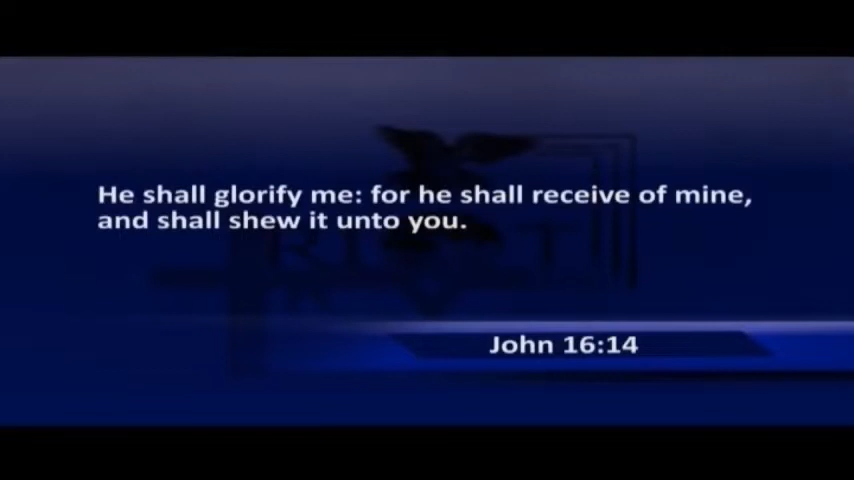 He shall glorify me: for he shall receive of mine,
and shall shew it unto you.
John 16:14